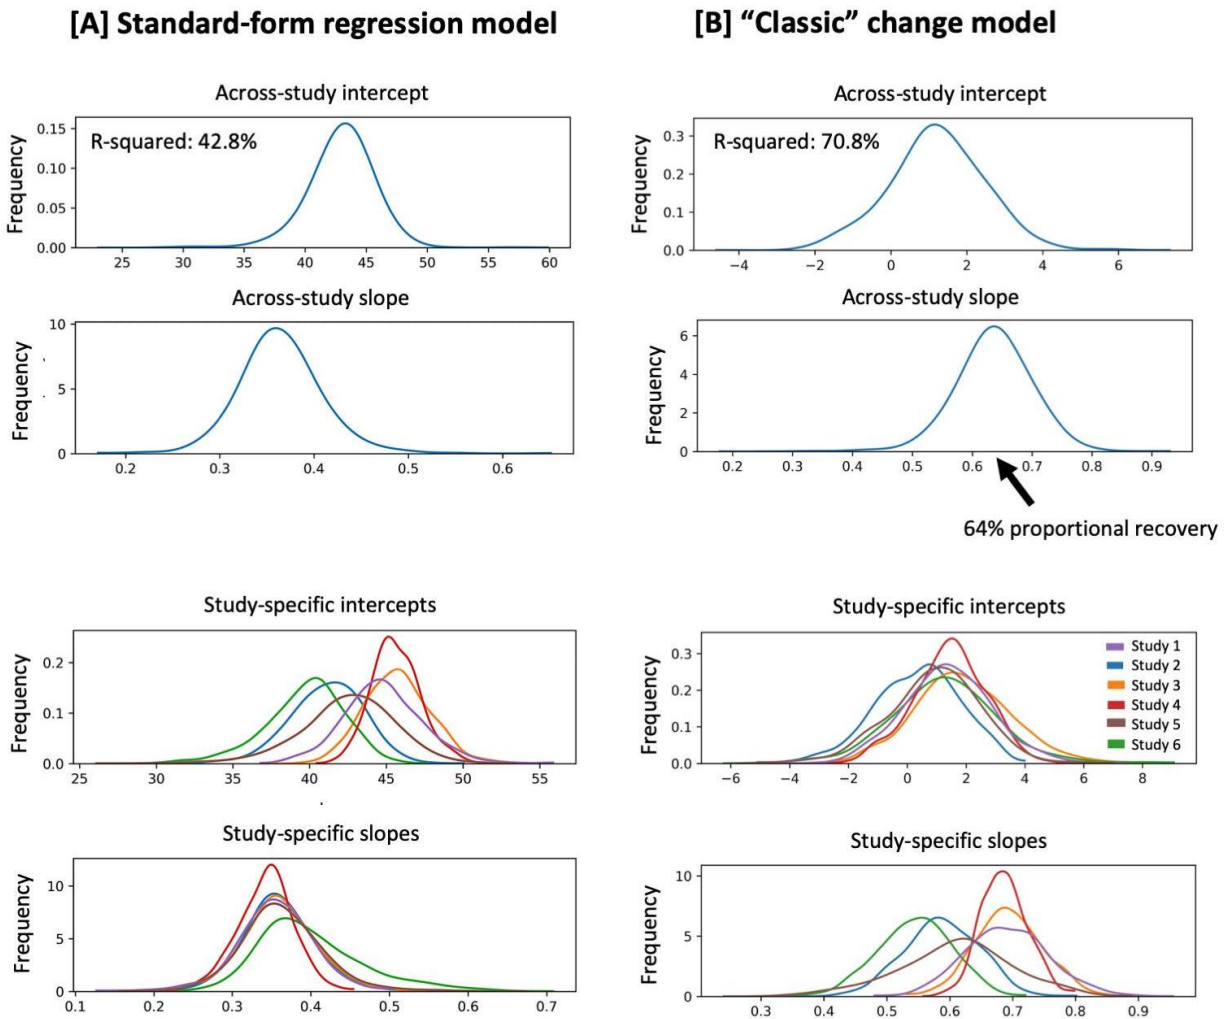 [A] Standard-form regression model
Across-study intercept
R-squared: 42.8%
Frequency
0.15
0.10
0.05
0.00
25 30 35 40 45 50 55 60
Across-study slope
Frequency
10
5
0
0.2 0.3 0.4 0.5 0.6
Study-specific intercepts
Frequency
0.2
0.1
0.0
25 30 35 40 45 50 55
Study-specific slopes
Frequency
10
5
0
0.1 0.2 0.3 0.4 0.5 0.6 0.7
[B] “Classic” change model
Across-study intercept
R-squared: 70.8%
Frequency
0.3
0.2
0.1
0.0
−4 −2 0 2 4 6
Across-study slope
Frequency
6
4
2
0
0.2 0.3 0.4 0.5 0.6 0.7 0.8 0.9
64% proportional recovery
Study-specific intercepts
Frequency
0.3
0.2
0.1
0.0
−6 −4 −2 0 2 4 6 8
Study 1
Study 2
Study 3
Study 4
Study 5
Study 6
Study-specific slopes
Frequency
10
5
0
0.3 0.4 0.5 0.6 0.7 0.8 0.9